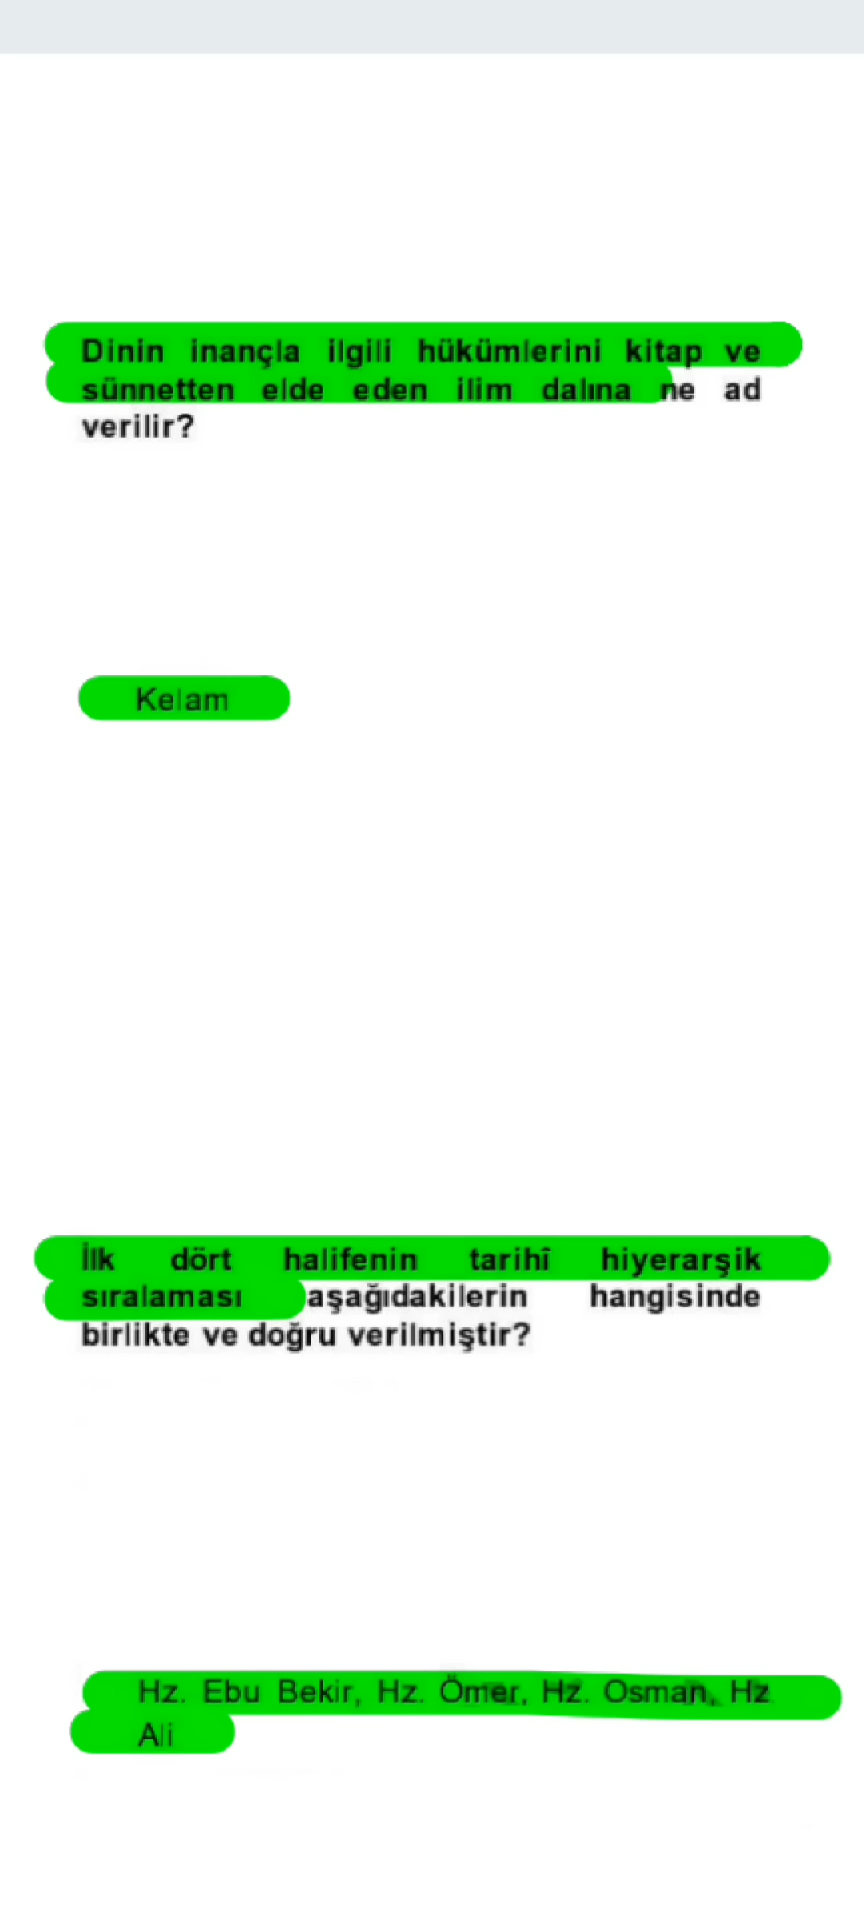 Dinin inançla ilgili hükümlerini kitap ve
sünnetten elde eden ilim dalına ne ad
verilir?
Kelam
İlk dört halifenin tarihî hiyerarşik
sıralaması aşağıdakilerin hangisinde
birlikte ve doğru verilmiştir?
Hz. Ebu Bekir, Hz. Ömer, Hz. Osman, Hz
Ali